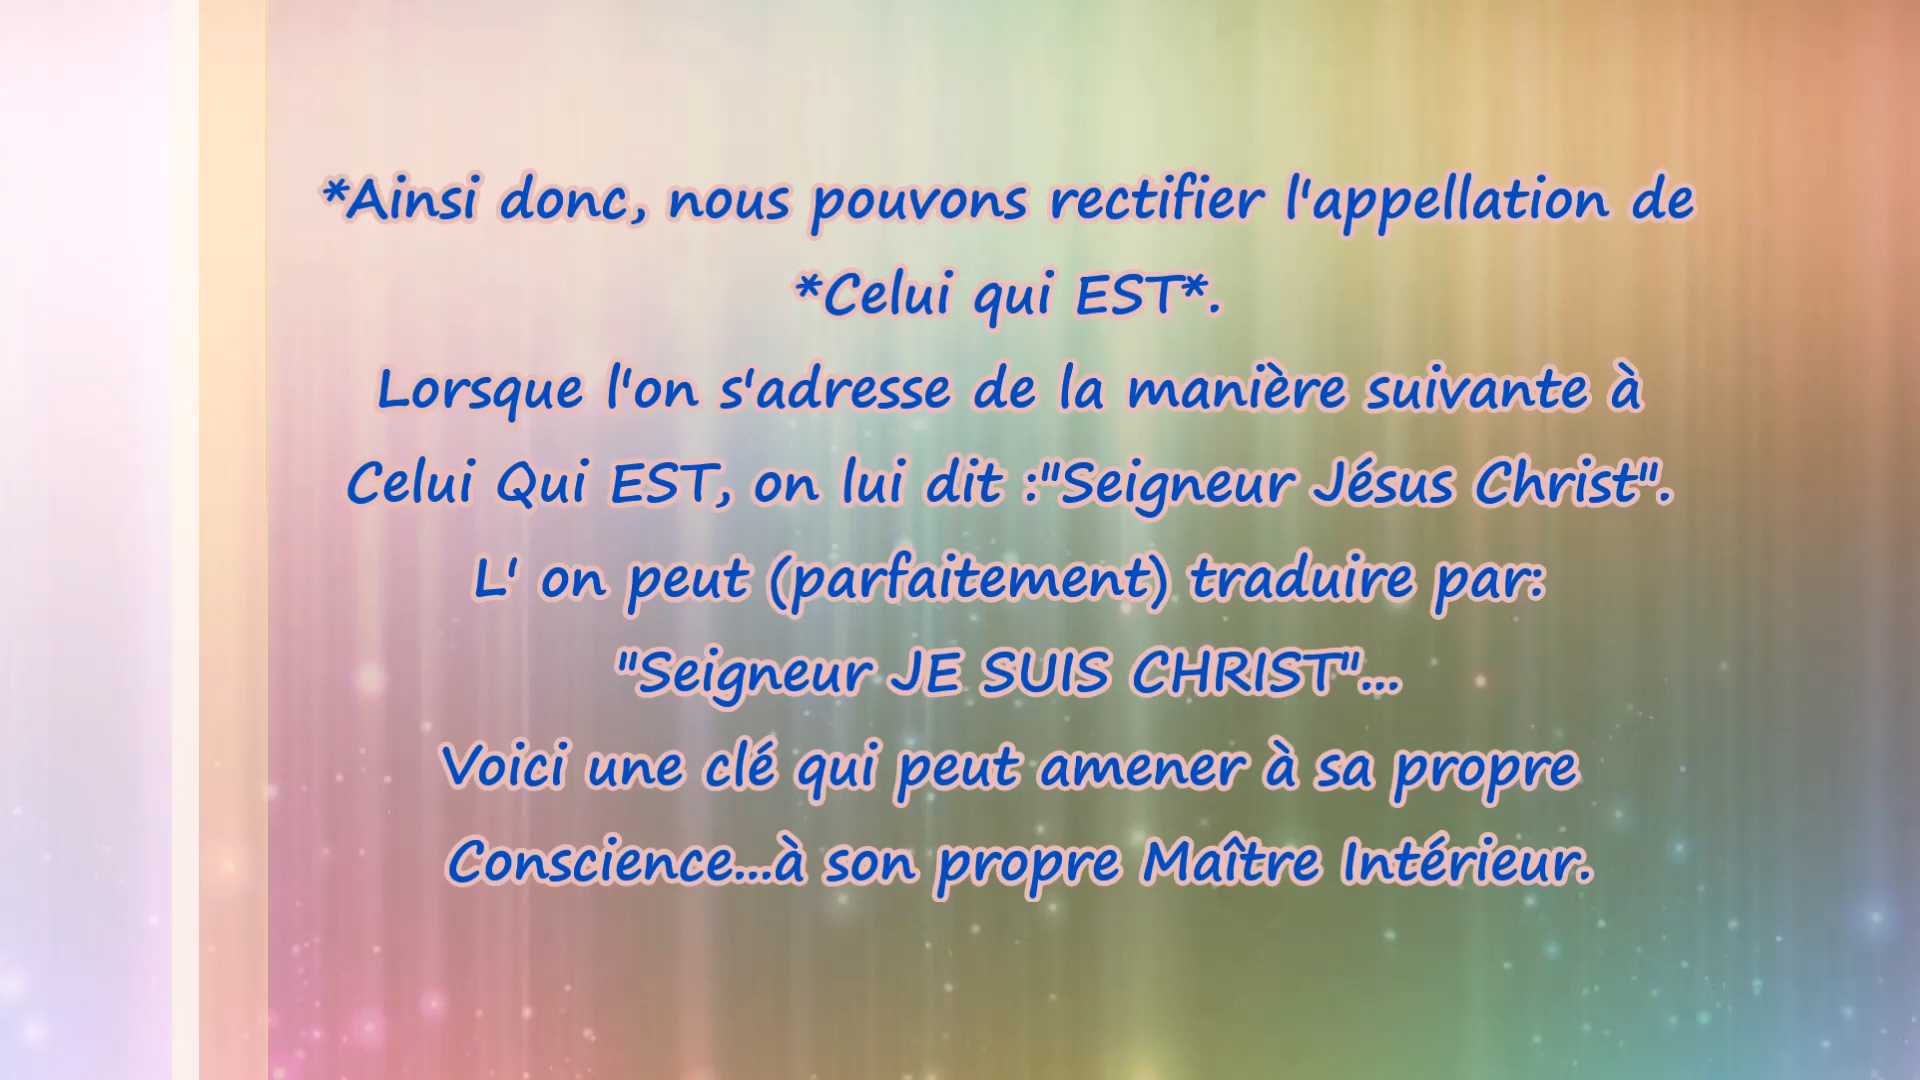 *Ainsi donc, nous pouvons rectifier l'appellation de
*Celui qui EST*.
Lorsque l'on s'adresse de la manière suivante à
Celui Qui EST, on lui dit :"Seigneur Jésus Christ".
L' on peut (parfaitement) traduire par:
"Seigneur JE SUIS CHRIST"...
Voici une clé qui peut amener à sa propre
Conscience...à son propre Maître Intérieur.